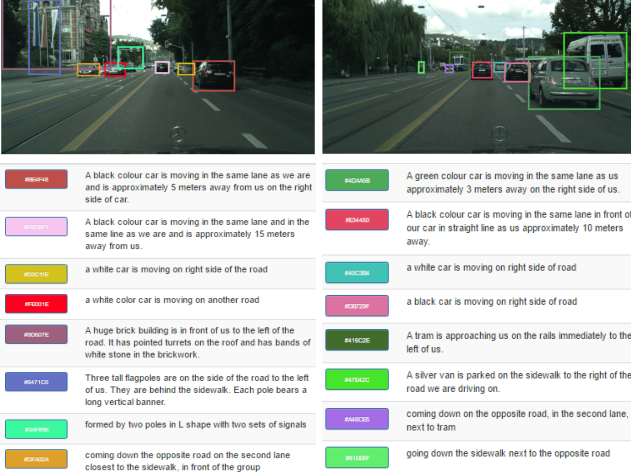 #BE4F48
A black colour car is moving in the same lane as we are
and is approximately 5 meters away from us on the right
side of car.
A black colour car is moving in the same lane and in the
same line as we are and is approximately 15 meters
away from us.
a white car is moving on right side of the road
a white color car is moving on another road
A huge brick building is in front of us to the left of the
road. It has pointed turrets on the roof and has bands of
white stone in the brickwork.
#6471C5
Three tall flagpoles are on the side of the road to the left
of us. They are behind the sidewalk. Each pole bears a
long vertical banner.
formed by two poles in L shape with two sets of signals
#DFA02A
coming down the opposite road on the second lane
closest to the sidewalk, in front of the group
A green colour car is moving in the same lane as us
approximately 3 meters away on the right side of us.
#E34460
A black colour car is moving in the same lane in front of
our car in straight line as us approximately 10 meters
away.
a white car is moving on right side of road
a black car is moving on right side of road
#416C2E
A tram is approaching us on the rails immediately to the
left of us.
#47E42C
A silver van is parked on the sidewalk to the right of the
road we are driving on.
#A46CE5
coming down on the opposite road, in the second lane,
next to tram
going down the sidewalk next to the opposite road